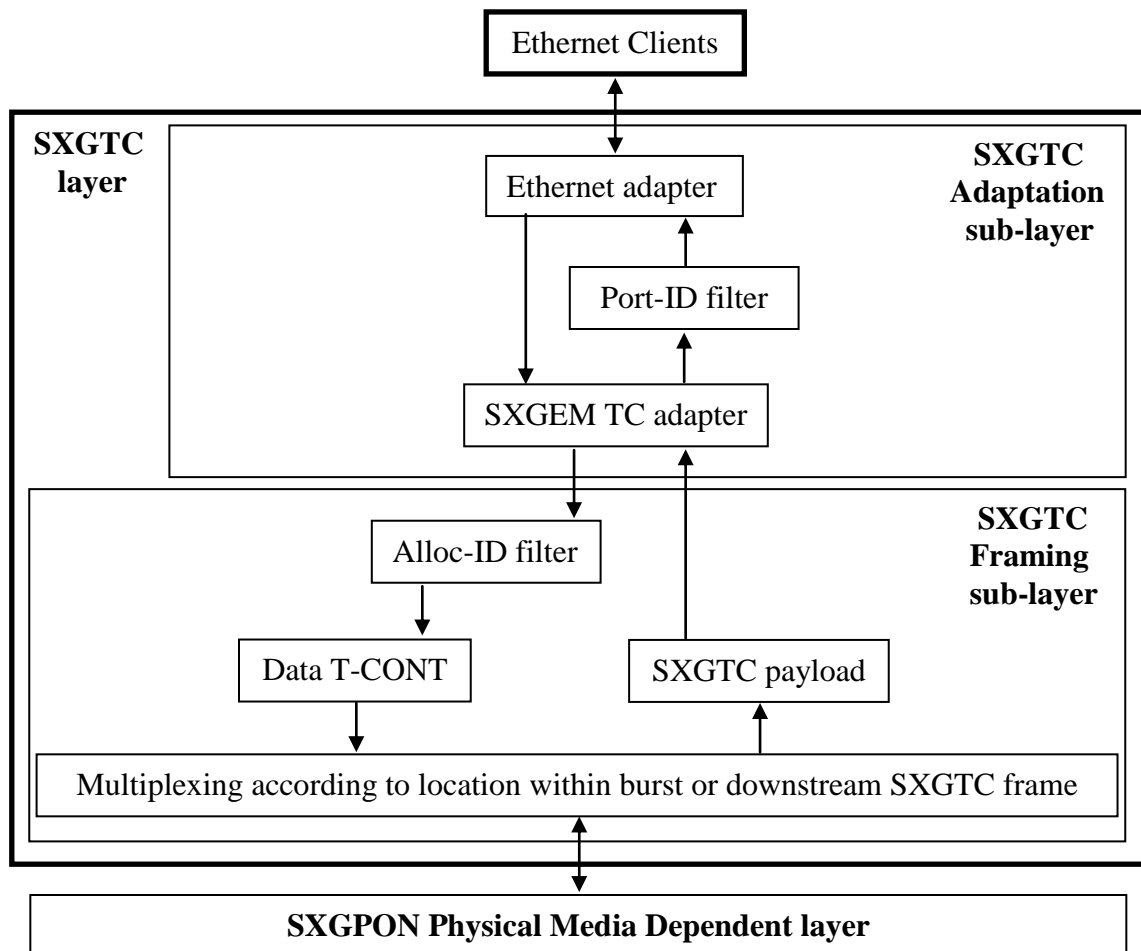 Ethernet Clients
SXGTC
layer
SXGTC
Adaptation
sub-layer
Ethernet adapter
Port-ID filter
SXGEM TC adapter
SXGTC
Framing
sub-layer
Alloc-ID filter
Data T-CONT
SXGTC payload
Multiplexing according to location within burst or downstream SXGTC frame
SXGPON Physical Media Dependent layer